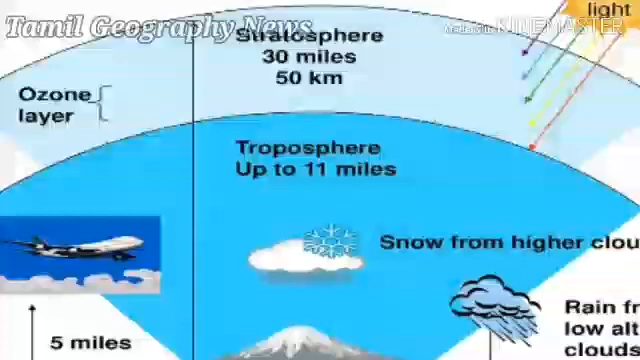 light
Tamil Geography News
KINEMASTER
Stratosphere
30 miles
50 km
Ozone
layer
Troposphere
Up to 11 miles
Snow from higher clou
Rain fr
low alt
clouds
5 miles